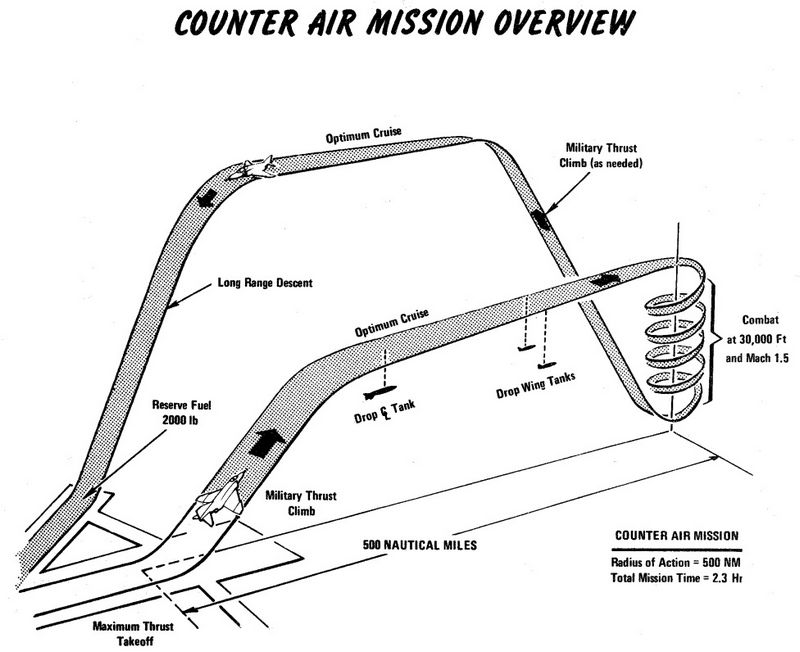 COUNTER AIR MISSION OVERVIEW
Optimum Cruise
Military Thrust
Climb (as needed)
Long Range Descent
Optimum Cruise
Combat
at 30,000 Ft
and Mach 1.5
Drop Wing Tanks
Drop ℄ Tank
Reserve Fuel
2000 lb
Military Thrust
Climb
500 NAUTICAL MILES
COUNTER AIR MISSION
Radius of Action = 500 NM
Total Mission Time = 2.3 Hr
Maximum Thrust
Takeoff